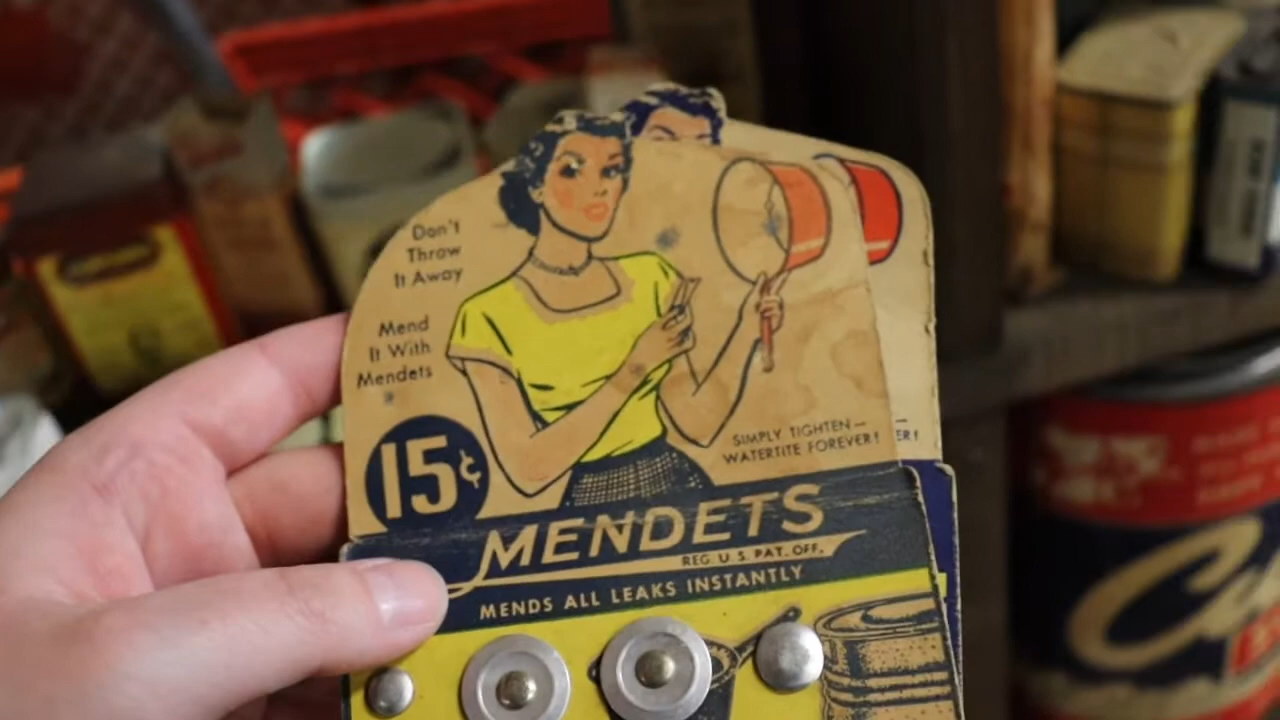 Don't
Throw
It Away
Mend
It With
Mendets
15¢
SIMPLY TIGHTEN—
WATERTITE FOREVER!
ER!
MENDETS
REG. U.S. PAT. OFF.
MENDS ALL LEAKS INSTANTLY